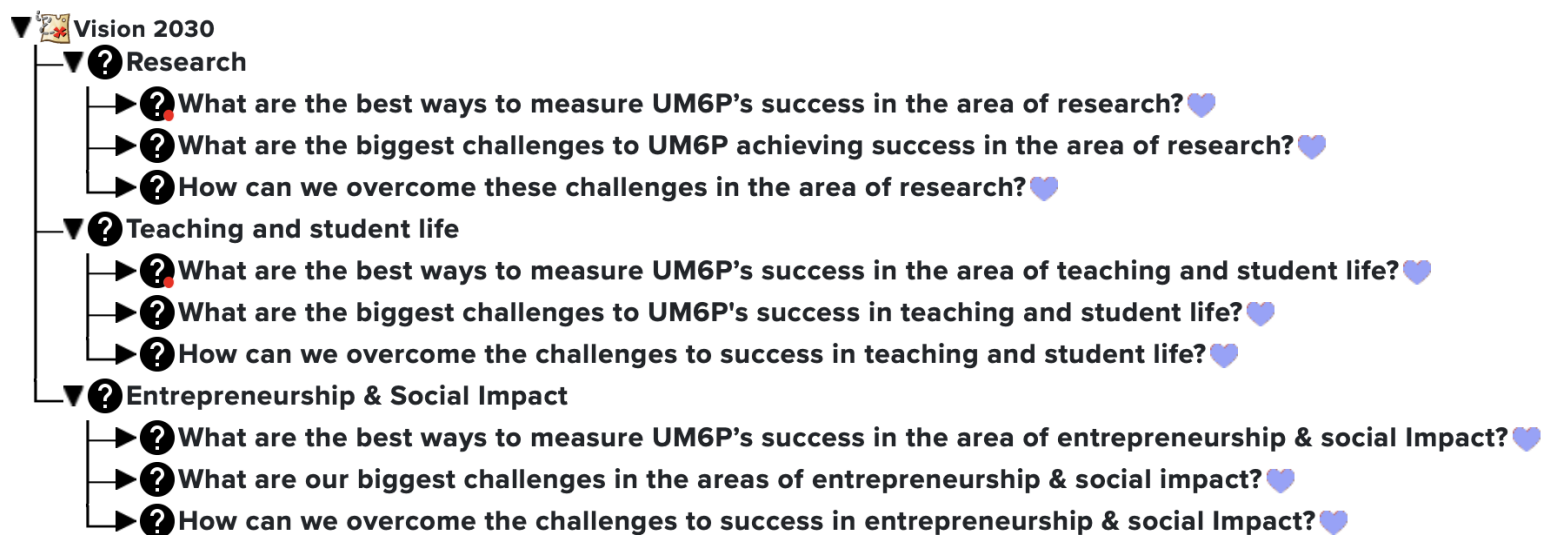 Vision 2030
Research
What are the best ways to measure UM6P’s success in the area of research?
What are the biggest challenges to UM6P achieving success in the area of research?
How can we overcome these challenges in the area of research?
Teaching and student life
What are the best ways to measure UM6P’s success in the area of teaching and student life?
What are the biggest challenges to UM6P's success in teaching and student life?
How can we overcome the challenges to success in teaching and student life?
Entrepreneurship & Social Impact
What are the best ways to measure UM6P’s success in the area of entrepreneurship & social Impact?
What are our biggest challenges in the areas of entrepreneurship & social impact?
How can we overcome the challenges to success in entrepreneurship & social Impact?